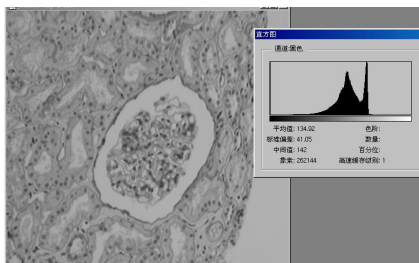 直方图
通道:黑色
平均值: 134.92
色阶:
标准偏差: 41.05
数量:
中间值: 142
百分位:
象素: 262144
高速缓存级别: 1